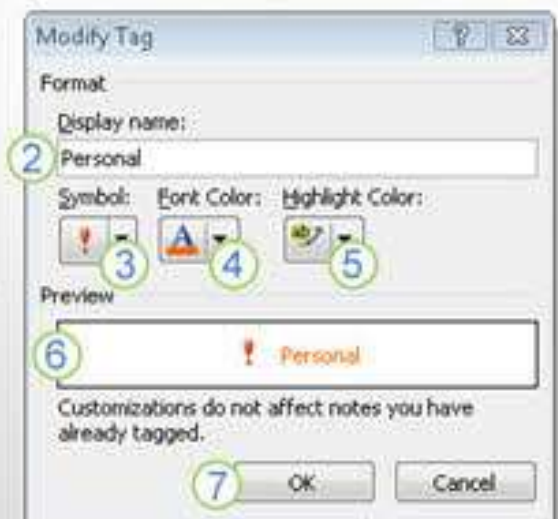 Modify Tag
Format
Display name:
2 Personal
Symbol: Font Color: Highlight Color:
3 A 4 ab 5
Preview
6 Personal
Customizations do not affect notes you have
already tagged.
7 OK Cancel